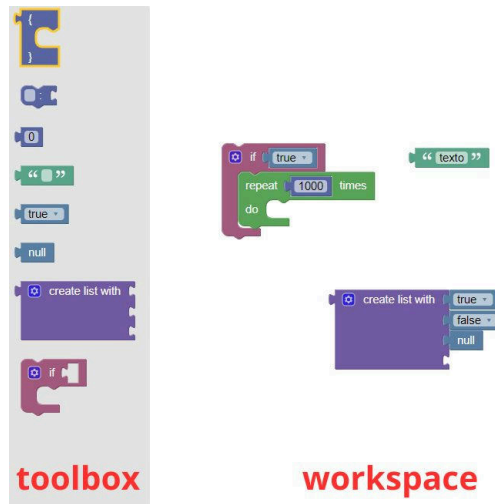 {
}
:
0
“ ”
true
null
create list with
if
toolbox
if true
repeat 1000 times
do
“ texto ”
create list with true
false
null
workspace